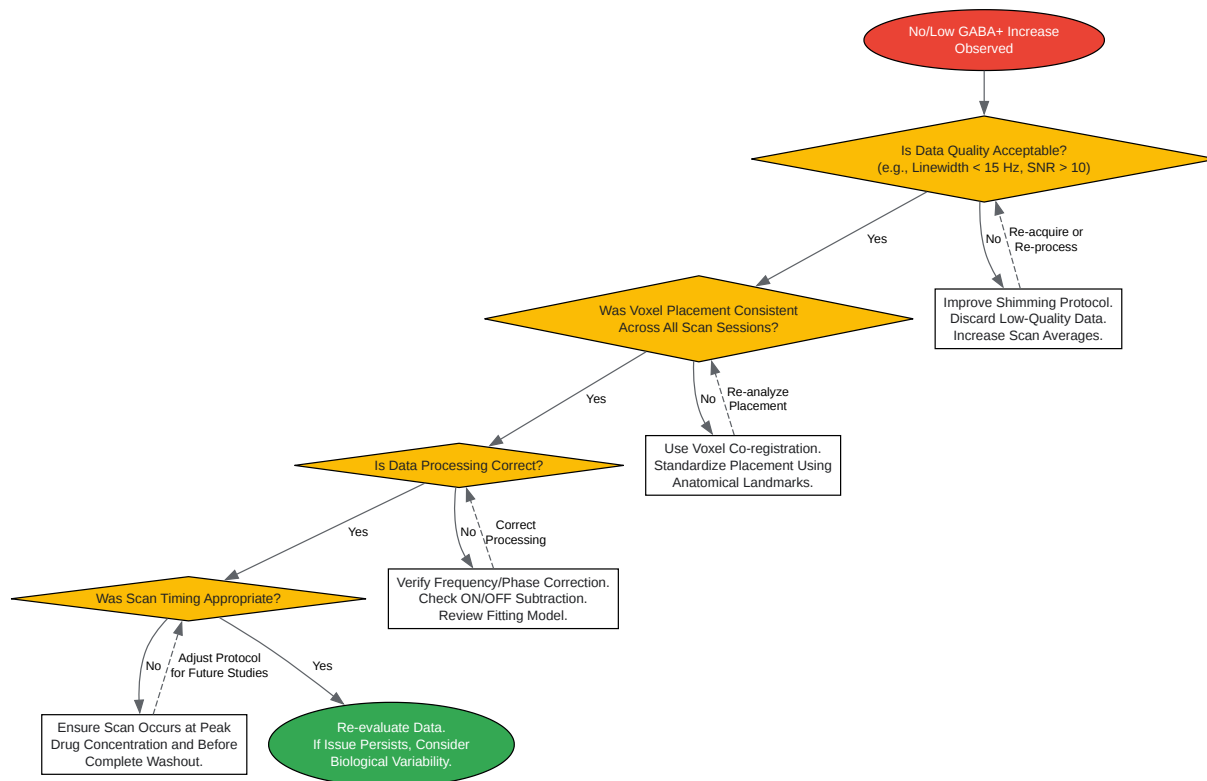 No/Low GABA+ Increase
Observed
Is Data Quality Acceptable?
(e.g., Linewidth < 15 Hz, SNR > 10)
Yes
No
Re-acquire or
Re-process
Improve Shimming Protocol.
Discard Low-Quality Data.
Increase Scan Averages.
Was Voxel Placement Consistent
Across All Scan Sessions?
Yes
No
Re-analyze
Placement
Use Voxel Co-registration.
Standardize Placement Using
Anatomical Landmarks.
Is Data Processing Correct?
Yes
No
Correct
Processing
Verify Frequency/Phase Correction.
Check ON/OFF Subtraction.
Review Fitting Model.
Was Scan Timing Appropriate?
No
Adjust Protocol
for Future Studies
Yes
Ensure Scan Occurs at Peak
Drug Concentration and Before
Complete Washout.
Re-evaluate Data.
If Issue Persists, Consider
Biological Variability.